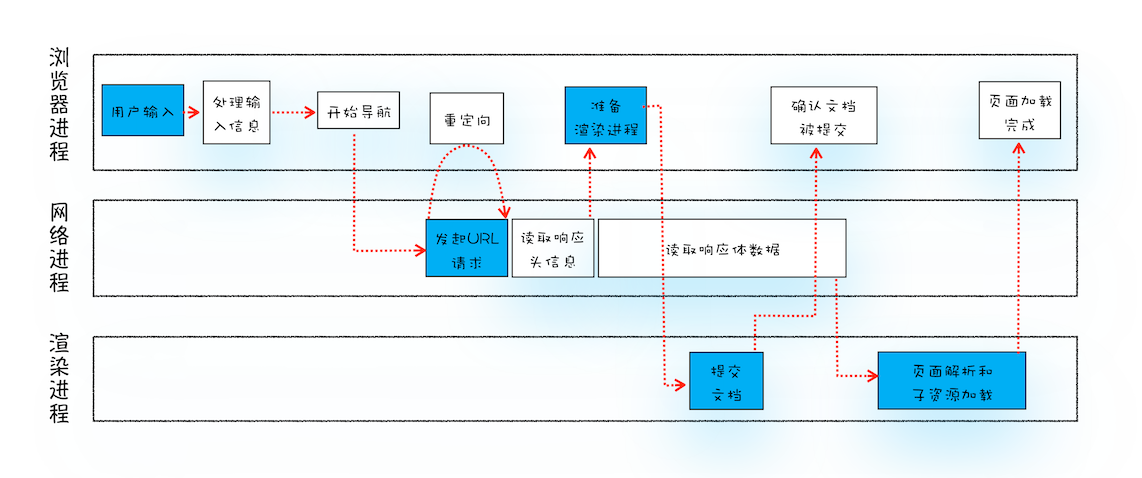 浏览器进程
用户输入
处理输
入信息
开始导航
重定向
准备
渲染进程
确认文档
被提交
页面加载
完成
网络进程
发起URL
请求
读取响应
头信息
读取响应体数据
渲染进程
提交
文档
页面解析和
子资源加载